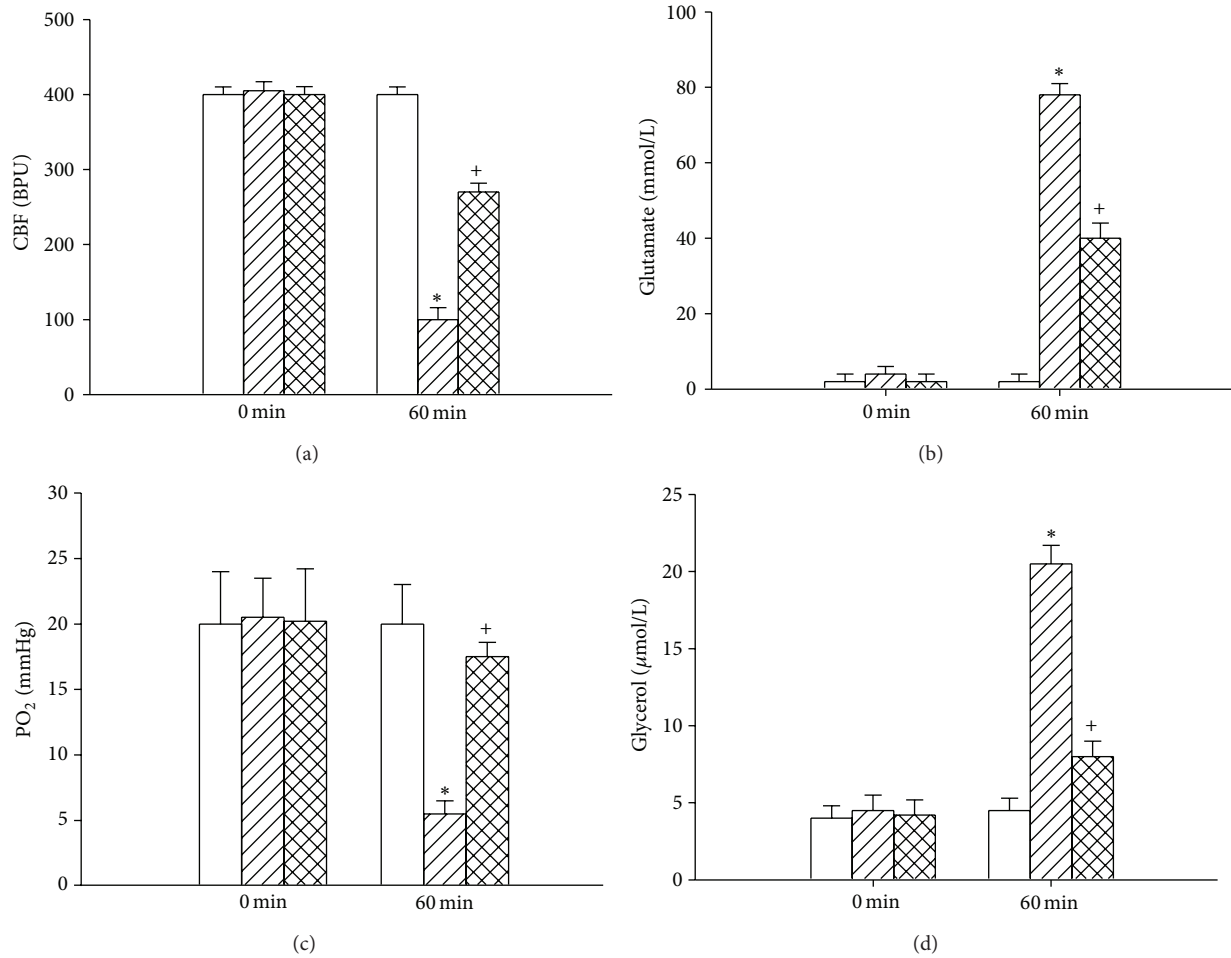 500
400
300
200
100
0
CBF (BPU)
*
+
0 min
60 min
(a)
100
80
60
40
20
0
Glutamate (mmol/L)
*
+
0 min
60 min
(b)
30
25
20
15
10
5
0
PO₂ (mmHg)
*
+
0 min
60 min
(c)
25
20
15
10
5
0
Glycerol (μmol/L)
*
+
0 min
60 min
(d)